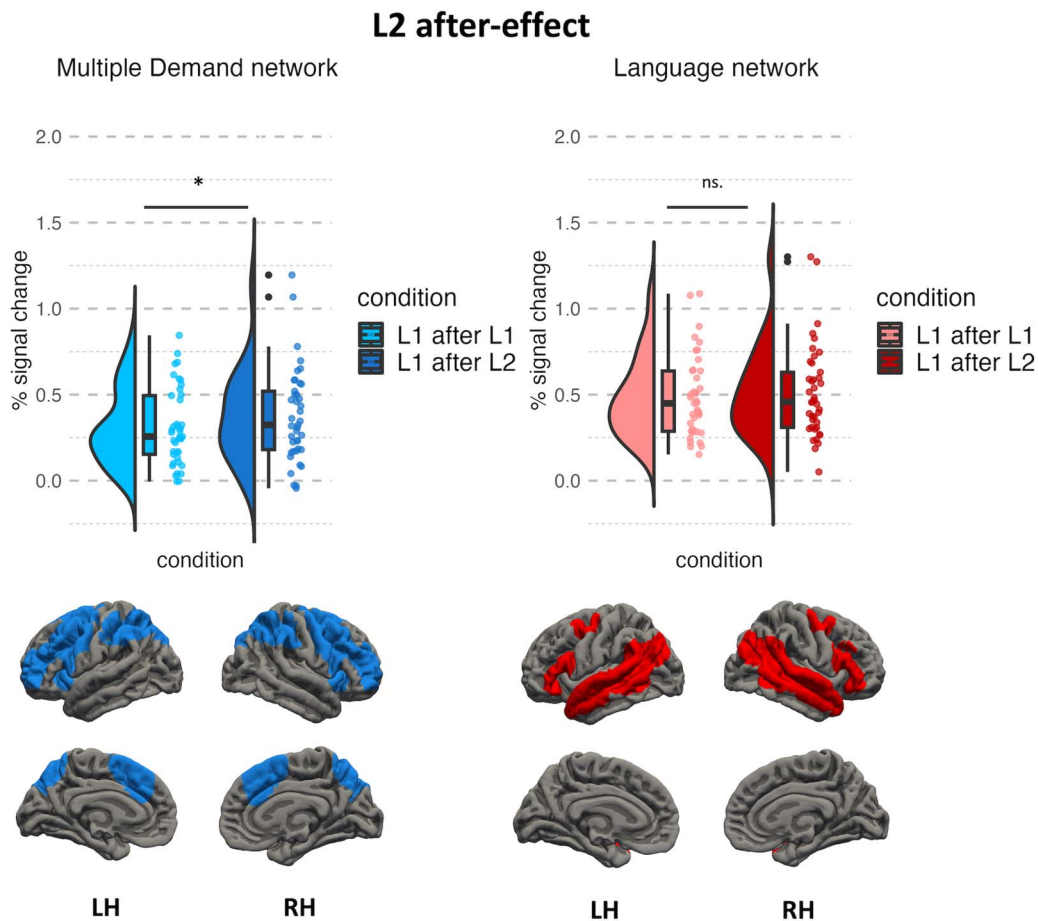 L2 after-effect
Multiple Demand network
% signal change
2.0
1.5
1.0
0.5
0.0
*
condition
condition
L1 after L1
L1 after L2
Language network
% signal change
2.0
1.5
1.0
0.5
0.0
ns.
condition
condition
L1 after L1
L1 after L2
LH
RH
LH
RH